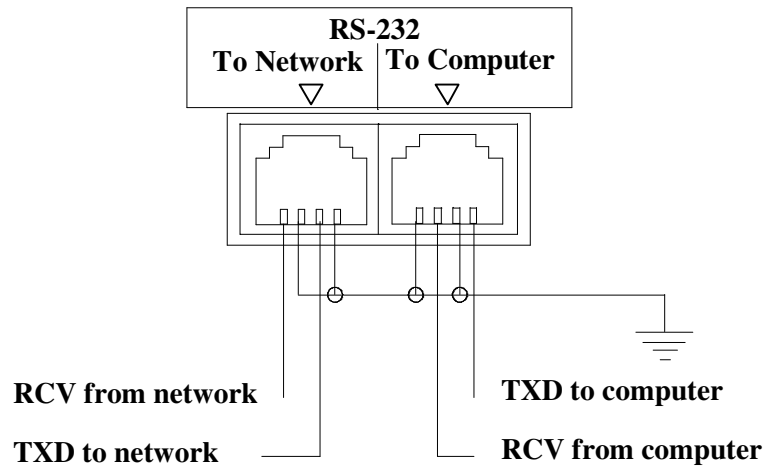 RS-232
To Network To Computer
RCV from network
TXD to computer
TXD to network
RCV from computer